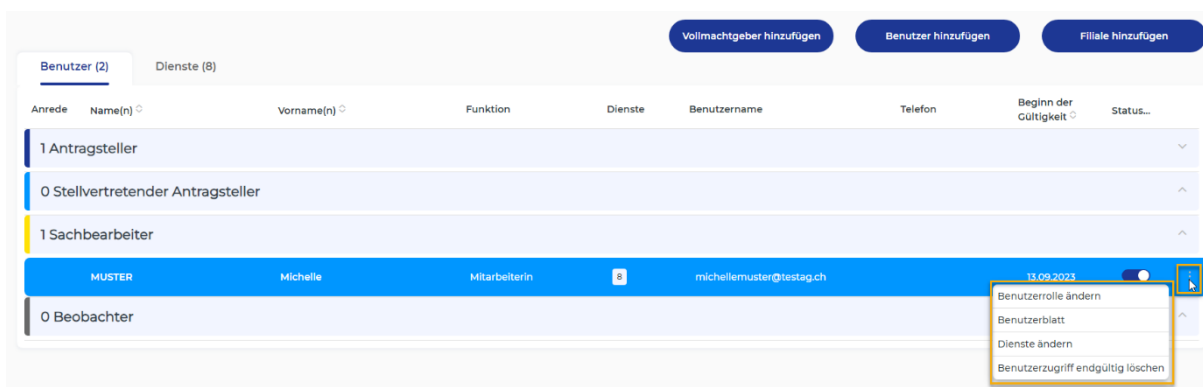 Vollmachtgeber hinzufügen
Benutzer hinzufügen
Filiale hinzufügen
Benutzer (2)
Dienste (8)
Anrede Name(n) Vorname(n) Funktion Dienste Benutzername Telefon Beginn der Gültigkeit Status...
1 Antragsteller
0 Stellvertretender Antragsteller
1 Sachbearbeiter
MUSTER Michelle Mitarbeiterin 8 michellemuster@testag.ch 13.09.2023
0 Beobachter
Benutzerrolle ändern
Benutzerblatt
Dienste ändern
Benutzerzugriff endgültig löschen